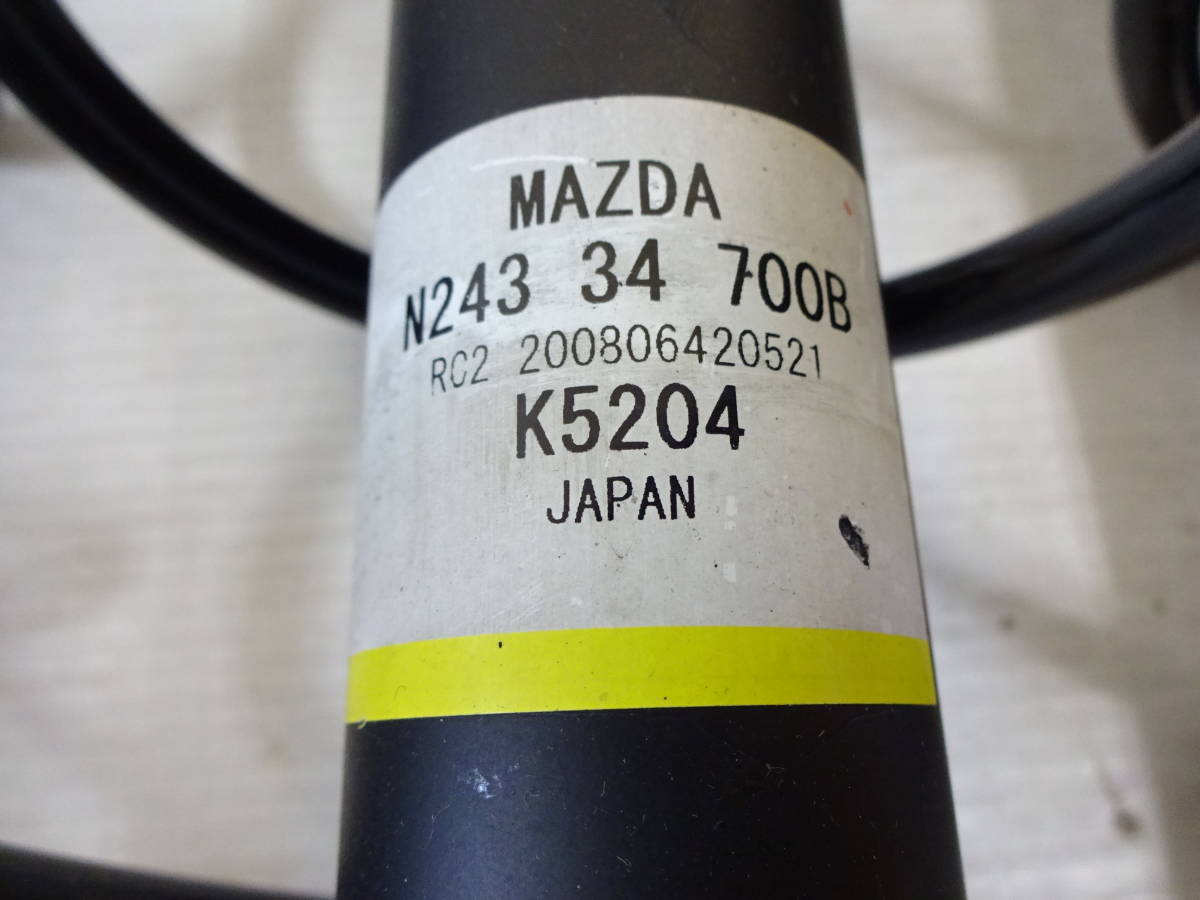 MAZDA
N243 34 700B
RC2 200806420521
K5204
JAPAN